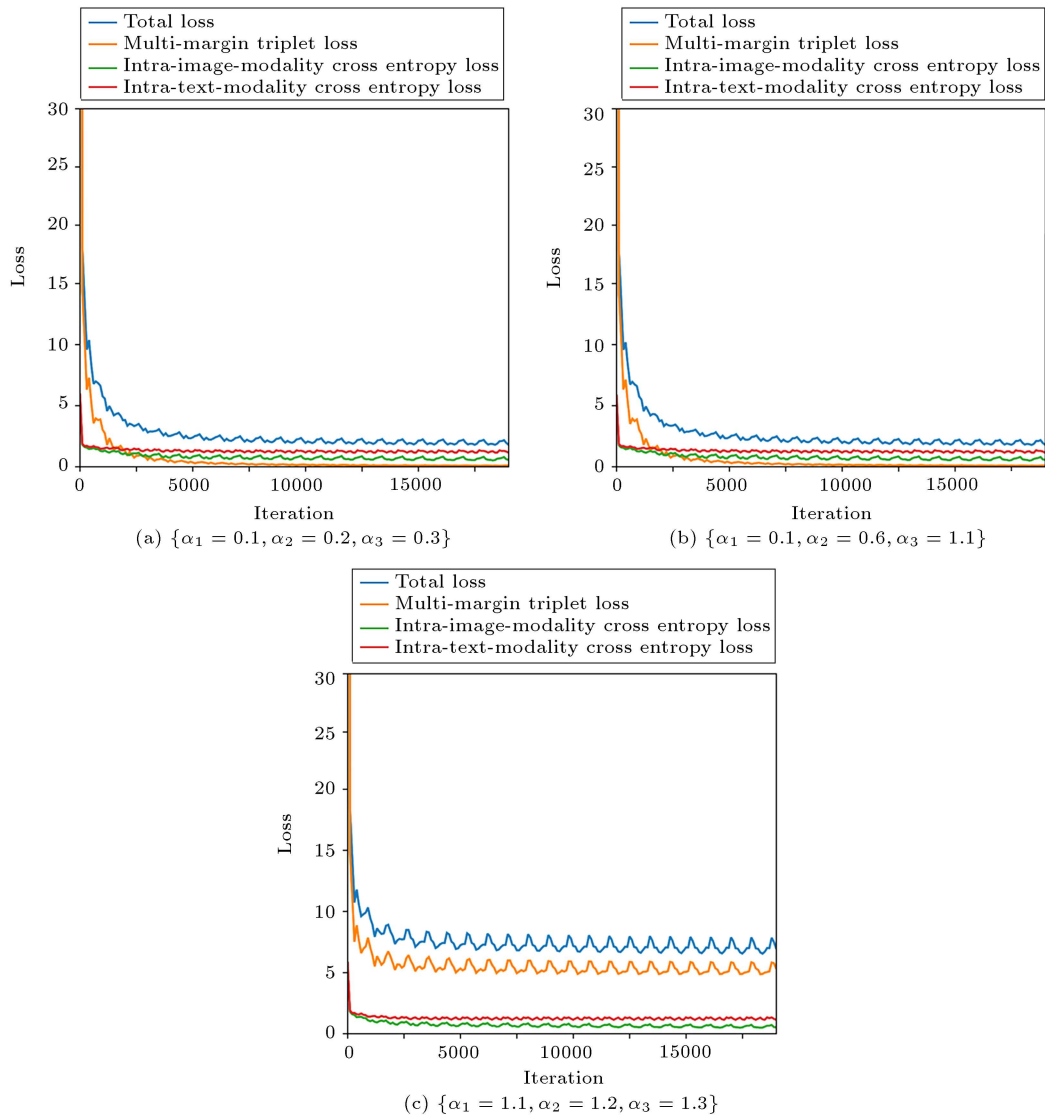 Total loss
Multi-margin triplet loss
Intra-image-modality cross entropy loss
Intra-text-modality cross entropy loss
30
25
20
15
10
5
0
Loss
0 5000 10000 15000
Iteration
(a) {α₁ = 0.1, α₂ = 0.2, α₃ = 0.3}
Total loss
Multi-margin triplet loss
Intra-image-modality cross entropy loss
Intra-text-modality cross entropy loss
30
25
20
15
10
5
0
Loss
0 5000 10000 15000
Iteration
(b) {α₁ = 0.1, α₂ = 0.6, α₃ = 1.1}
Total loss
Multi-margin triplet loss
Intra-image-modality cross entropy loss
Intra-text-modality cross entropy loss
30
25
20
15
10
5
0
Loss
0 5000 10000 15000
Iteration
(c) {α₁ = 1.1, α₂ = 1.2, α₃ = 1.3}